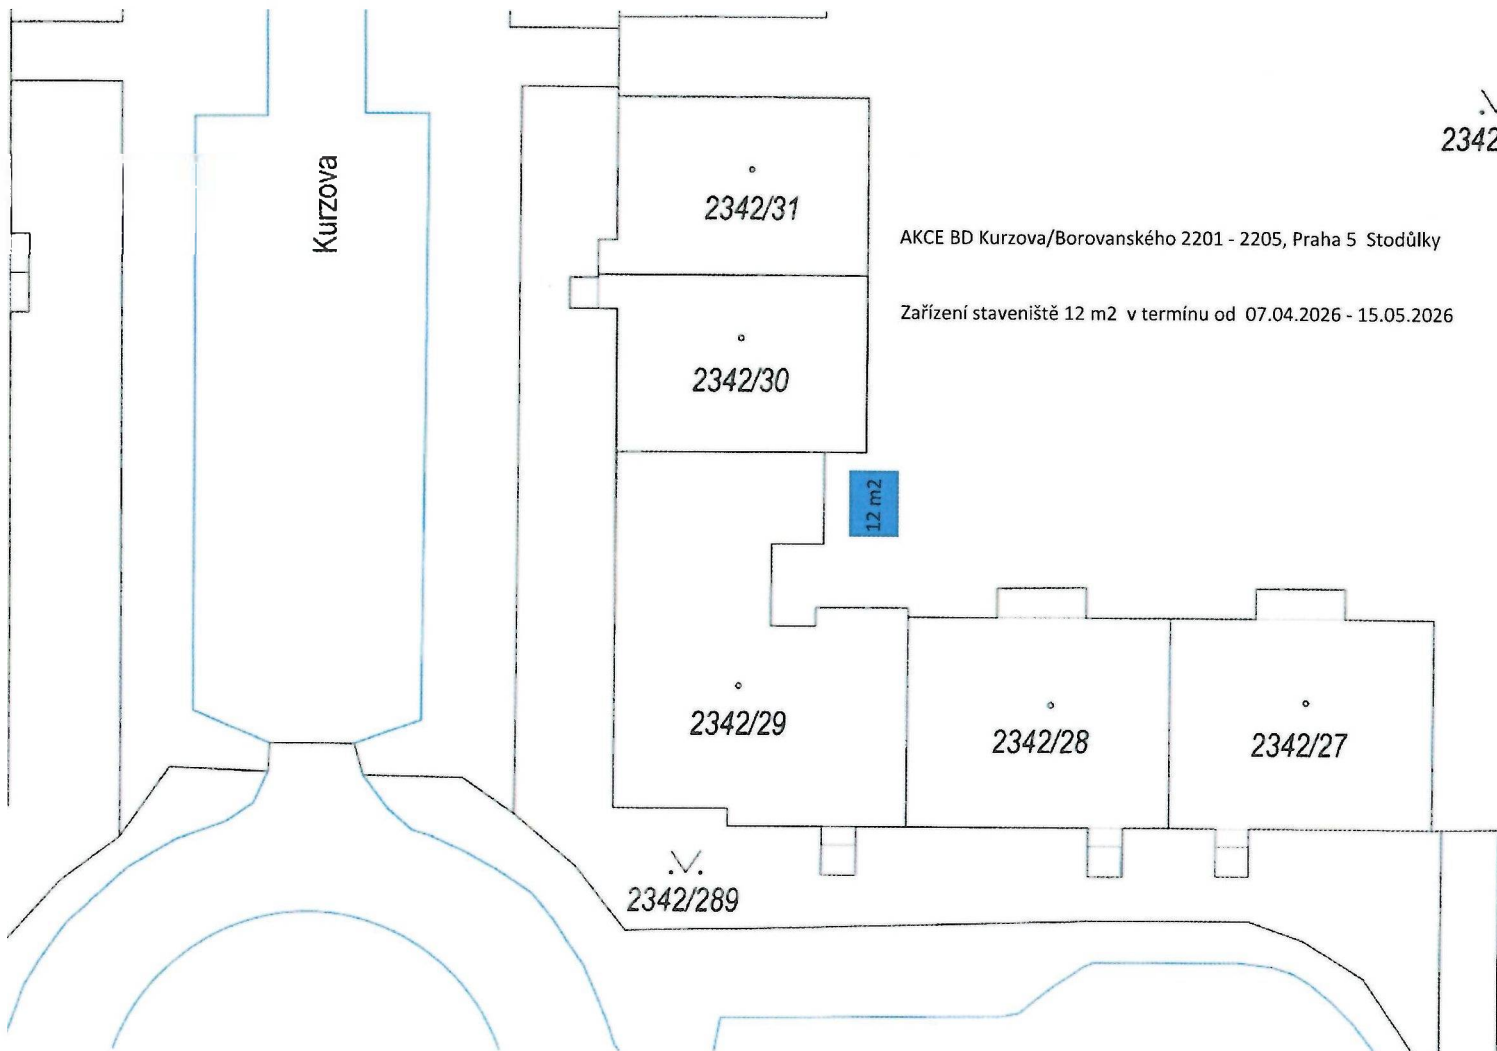 2342
Kurzova
2342/31
AKCE BD Kurzova/Borovanského 2201 - 2205, Praha 5 Stodůlky
Zařízení staveniště 12 m2 v termínu od 07.04.2026 - 15.05.2026
2342/30
12 m2
2342/29
2342/28
2342/27
2342/289